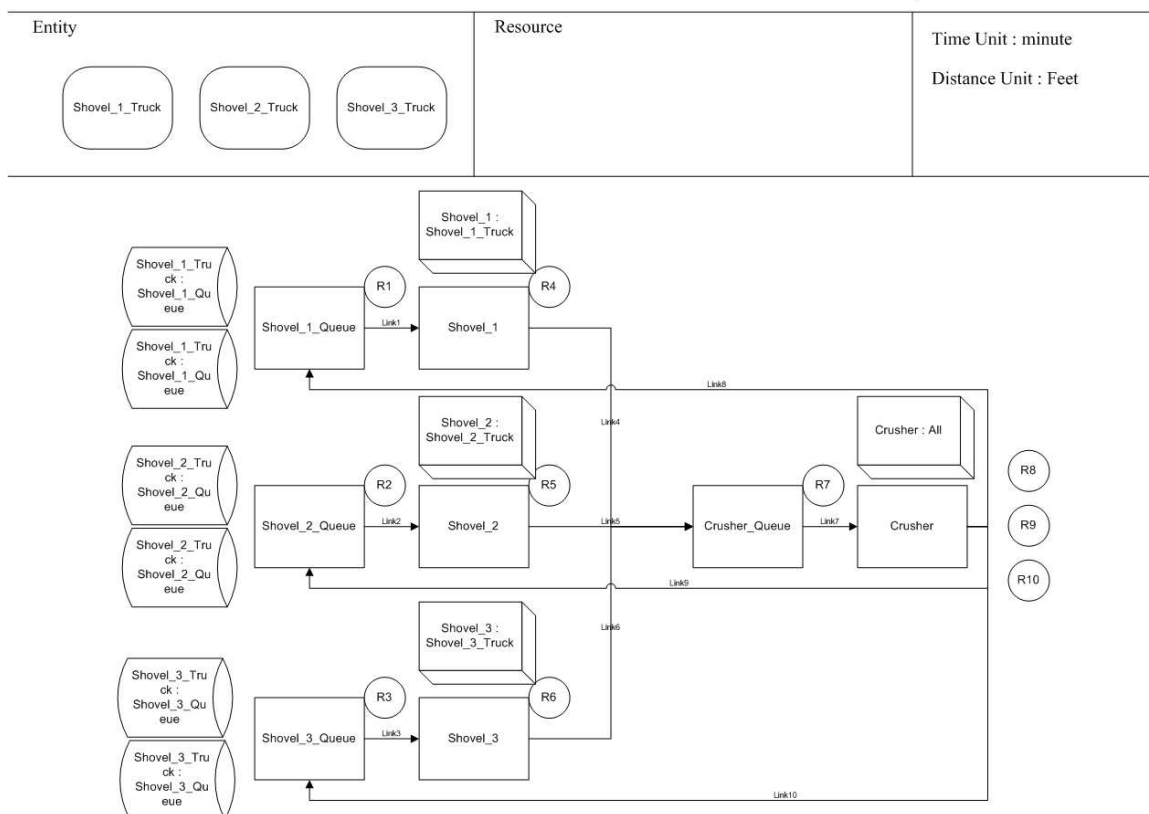 Entity
Resource
Time Unit : minute
Distance Unit : Feet
Shovel_1_Truck
Shovel_2_Truck
Shovel_3_Truck
Shovel_1 :
Shovel_1_Truck
Shovel_1_Tru
ck :
Shovel_1_Qu
eue
R1
R4
Shovel_1_Queue
Link1
Shovel_1
Shovel_1_Tru
ck :
Shovel_1_Qu
eue
Link8
Shovel_2 :
Shovel_2_Truck
Link4
Crusher : All
Shovel_2_Tru
ck :
Shovel_2_Qu
eue
R2
R5
R7
R8
Shovel_2_Queue
Link2
Shovel_2
Link5
Crusher_Queue
Link7
Crusher
R9
Shovel_2_Tru
ck :
Shovel_2_Qu
eue
Link9
R10
Shovel_3 :
Shovel_3_Truck
Link6
Shovel_3_Tru
ck :
Shovel_3_Qu
eue
R3
R6
Shovel_3_Queue
Link3
Shovel_3
Shovel_3_Tru
ck :
Shovel_3_Qu
eue
Link10